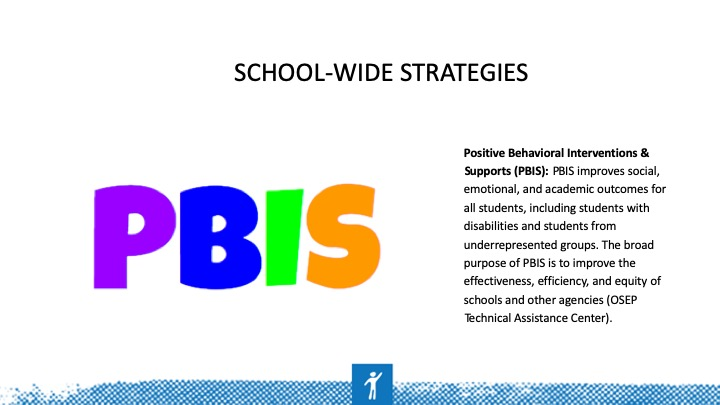 SCHOOL-WIDE STRATEGIES
PBIS
Positive Behavioral Interventions &
Supports (PBIS): PBIS improves social,
emotional, and academic outcomes for
all students, including students with
disabilities and students from
underrepresented groups. The broad
purpose of PBIS is to improve the
effectiveness, efficiency, and equity of
schools and other agencies (OSEP
Technical Assistance Center).